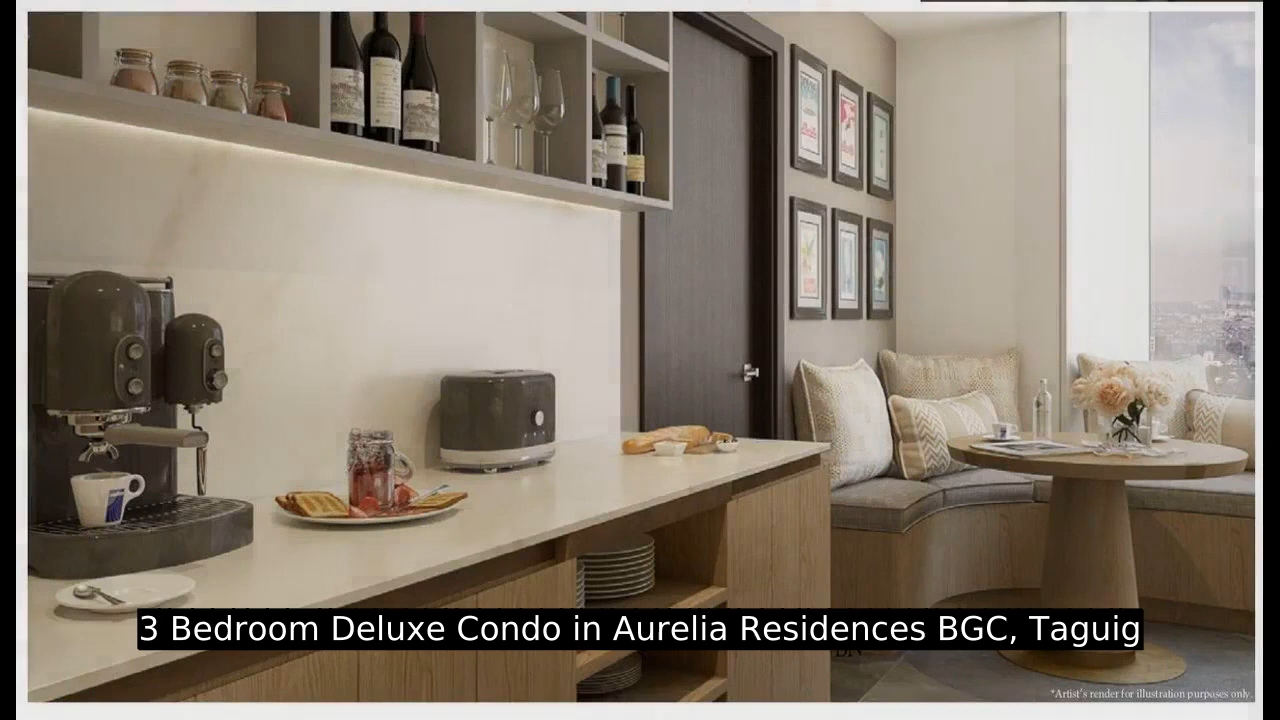 3 Bedroom Deluxe Condo in Aurelia Residences BGC, Taguig
*Artist's render for illustration purposes only.